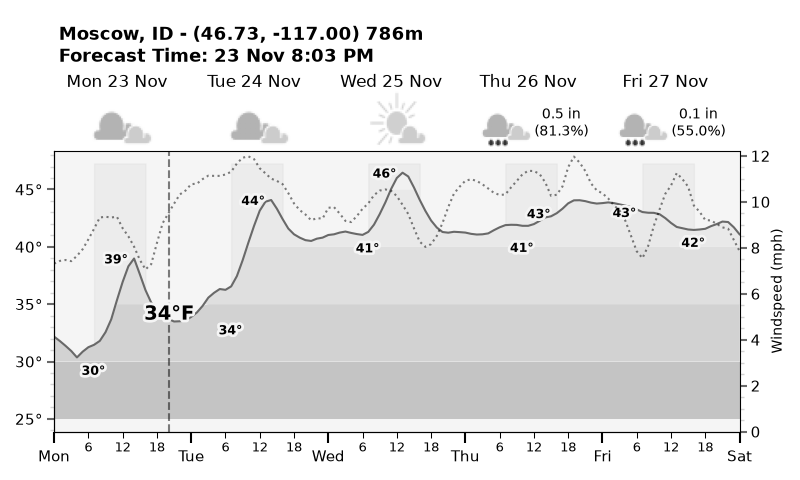 Moscow, ID - (46.73, -117.00) 786m
Forecast Time: 23 Nov 8:03 PM
Mon 23 Nov Tue 24 Nov Wed 25 Nov Thu 26 Nov Fri 27 Nov
0.5 in 0.1 in
(81.3%) (55.0%)
12
45° 46°
44° 10
43° 43°
42°
40° 41° 41° 8
39°
35° 34°F 6
34°
30° 30° 4
2
25° 0
Windspeed (mph)
6 12 18 6 12 18 6 12 18 6 12 18 6 12 18
Mon Tue Wed Thu Fri Sat